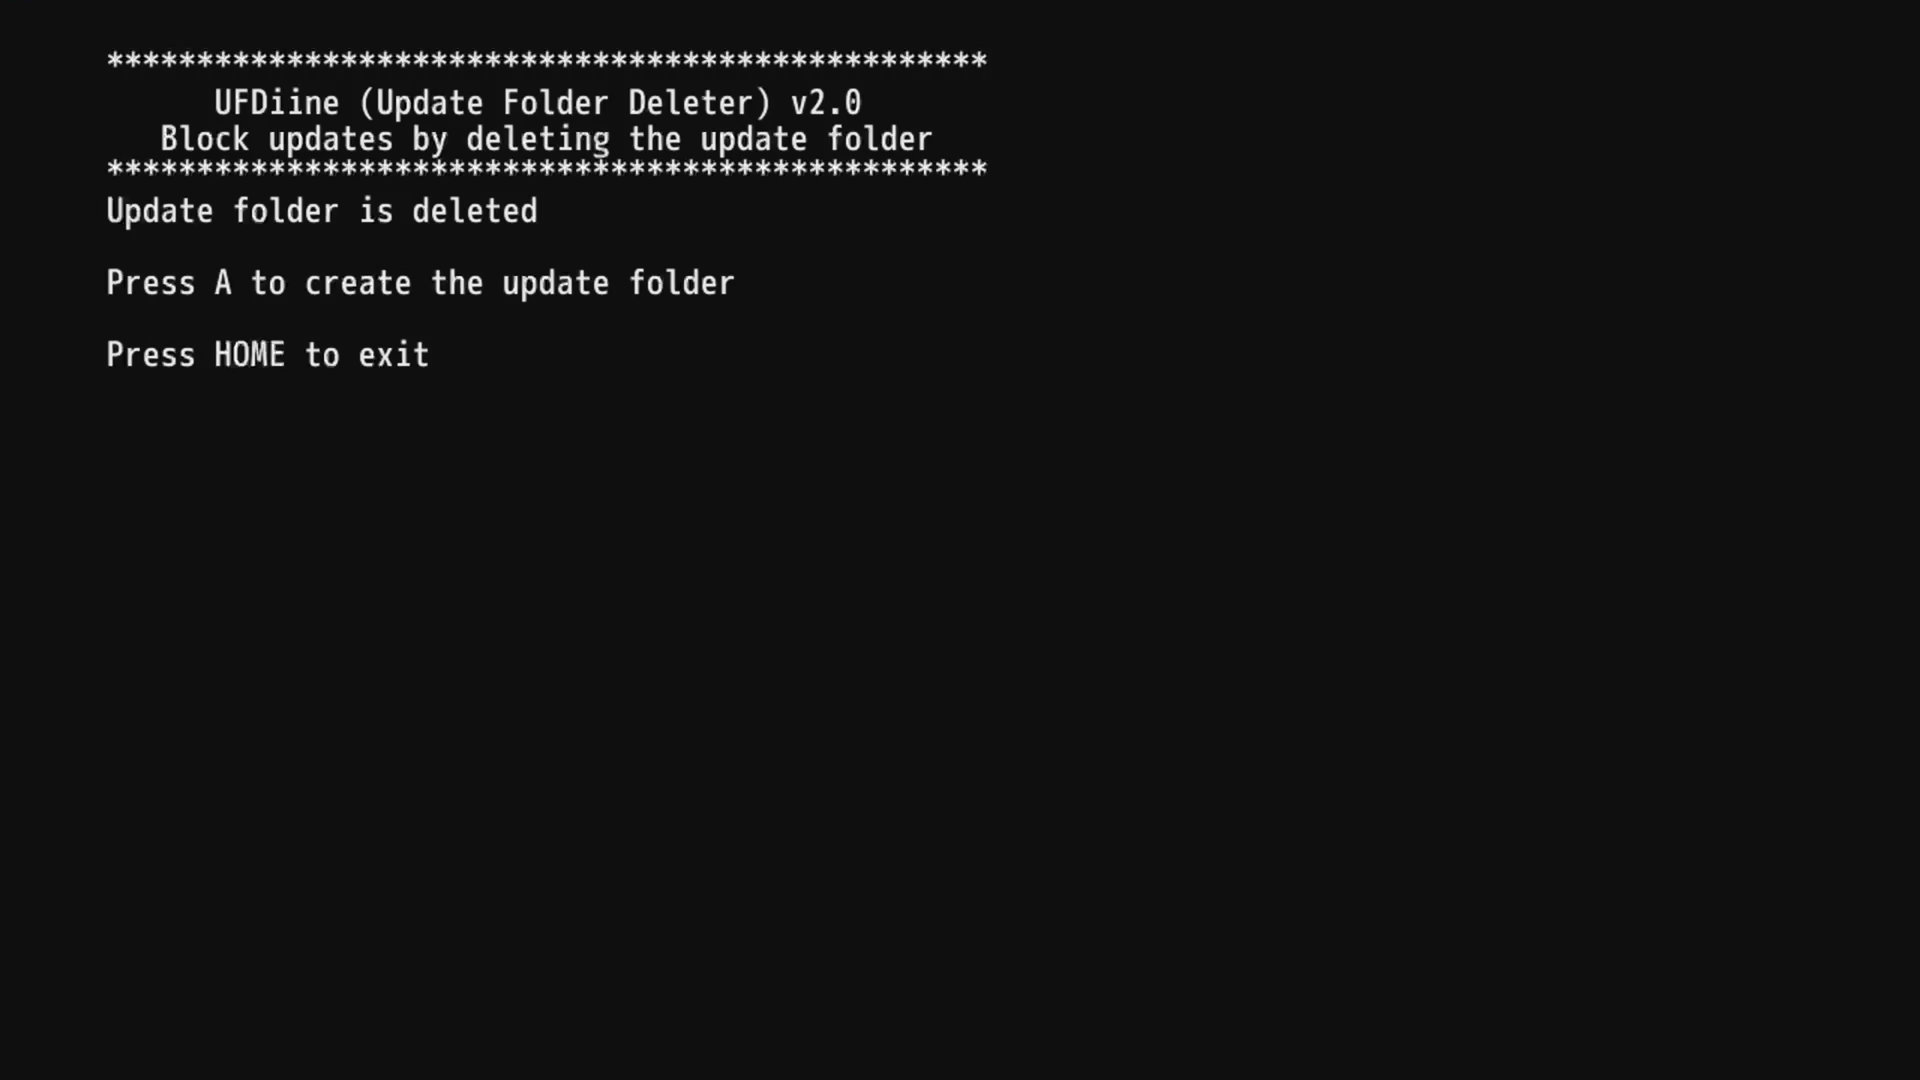 *************************************************
UFDiine (Update Folder Deleter) v2.0
Block updates by deleting the update folder
*************************************************
Update folder is deleted
Press A to create the update folder
Press HOME to exit